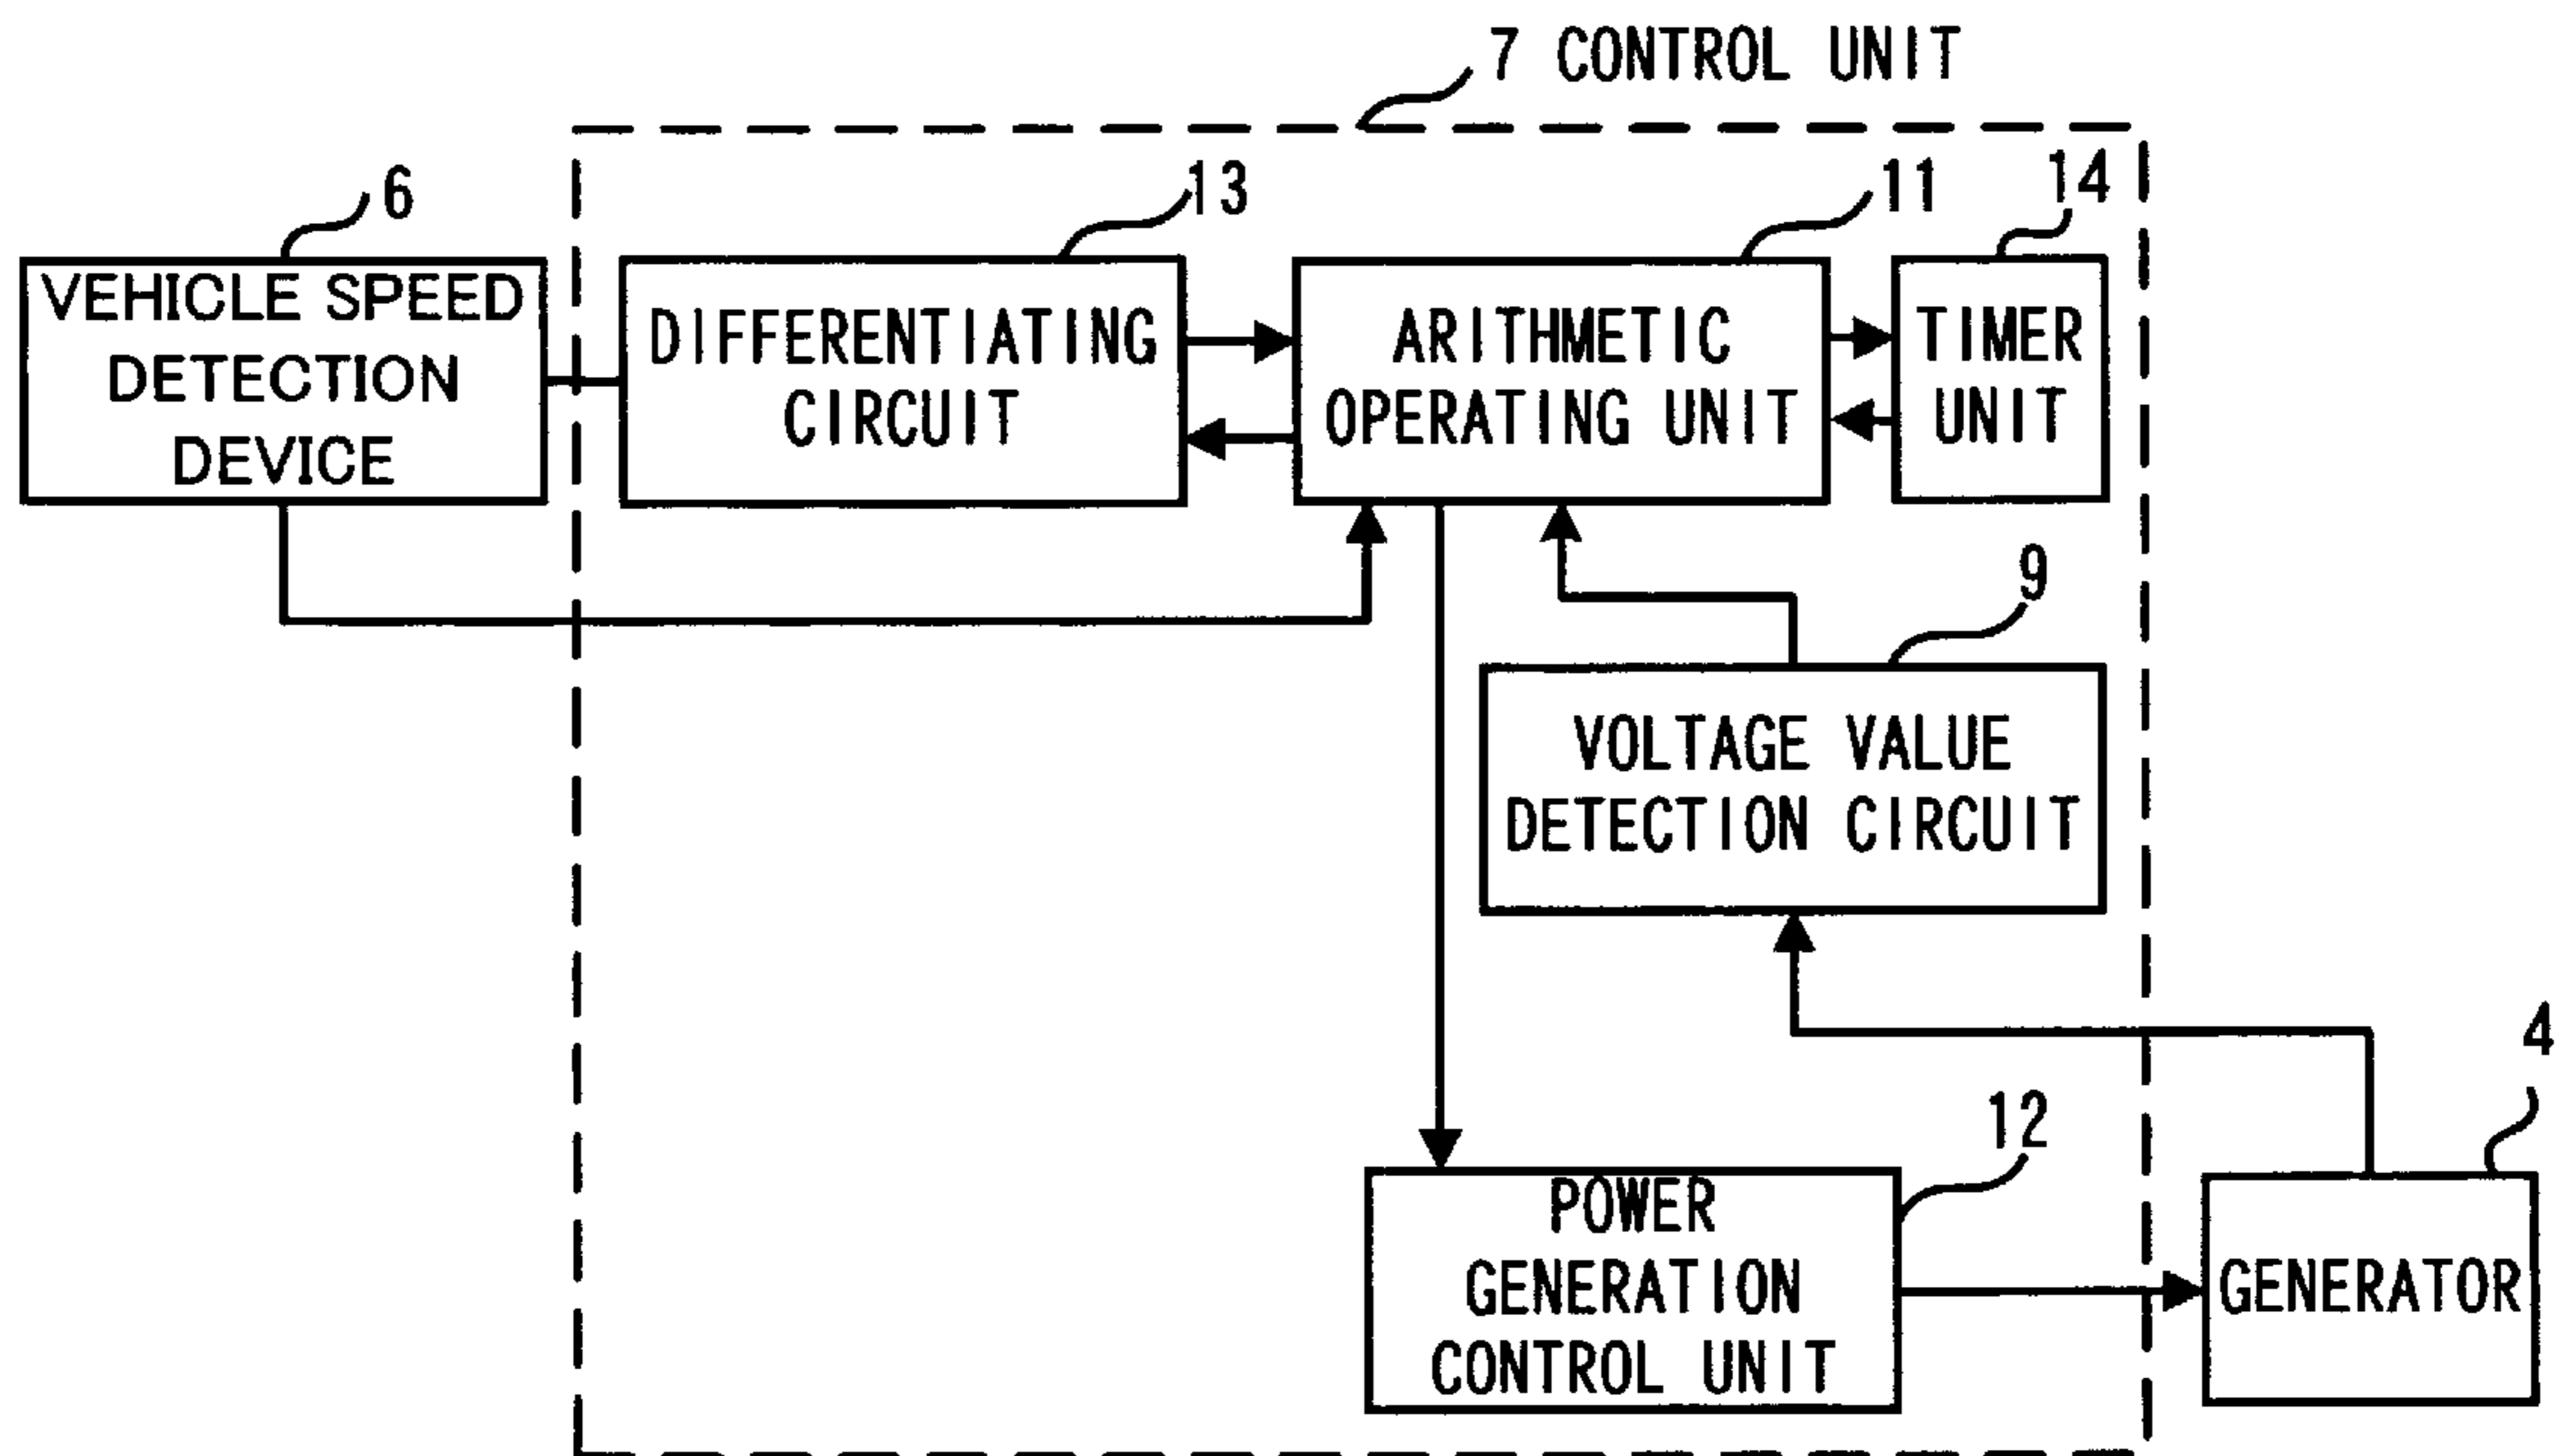 7 CONTROL UNIT
6
13
11
14
VEHICLE SPEED
DETECTION
DEVICE
DIFFERENTIATING
CIRCUIT
ARITHMETIC
OPERATING UNIT
TIMER
UNIT
9
VOLTAGE VALUE
DETECTION CIRCUIT
4
12
POWER
GENERATION
CONTROL UNIT
GENERATOR